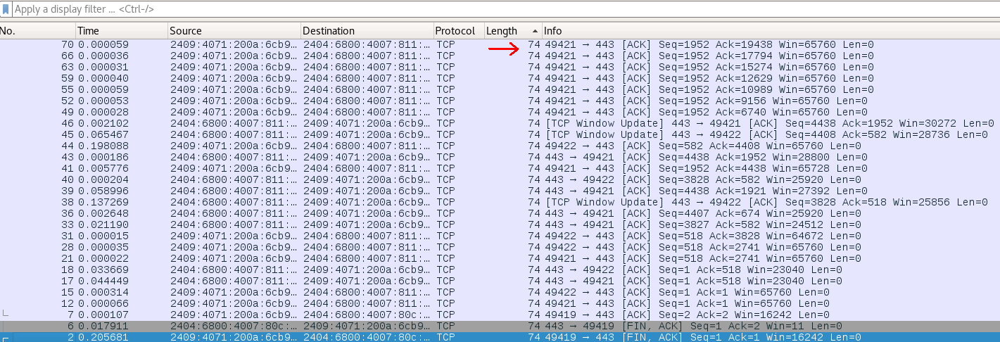 Apply a display filter ... <Ctrl-/>
No. Time Source Destination Protocol Length Info
70 0.000059 2409:4071:200a:6cb9… 2404:6800:4007:811:… TCP 74 49421 → 443 [ACK] Seq=1952 Ack=19438 Win=65760 Len=0
66 0.000036 2409:4071:200a:6cb9… 2404:6800:4007:811:… TCP 74 49421 → 443 [ACK] Seq=1952 Ack=17794 Win=65760 Len=0
63 0.000031 2409:4071:200a:6cb9… 2404:6800:4007:811:… TCP 74 49421 → 443 [ACK] Seq=1952 Ack=15274 Win=65760 Len=0
59 0.000040 2409:4071:200a:6cb9… 2404:6800:4007:811:… TCP 74 49421 → 443 [ACK] Seq=1952 Ack=12629 Win=65760 Len=0
55 0.000059 2409:4071:200a:6cb9… 2404:6800:4007:811:… TCP 74 49421 → 443 [ACK] Seq=1952 Ack=10989 Win=65760 Len=0
52 0.000053 2409:4071:200a:6cb9… 2404:6800:4007:811:… TCP 74 49421 → 443 [ACK] Seq=1952 Ack=9156 Win=65760 Len=0
49 0.000028 2409:4071:200a:6cb9… 2404:6800:4007:811:… TCP 74 49421 → 443 [ACK] Seq=1952 Ack=6740 Win=65760 Len=0
46 0.002102 2404:6800:4007:811:… 2409:4071:200a:6cb9… TCP 74 [TCP Window Update] 443 → 49421 [ACK] Seq=4438 Ack=1952 Win=30272 Len=0
45 0.065467 2404:6800:4007:811:… 2409:4071:200a:6cb9… TCP 74 [TCP Window Update] 443 → 49422 [ACK] Seq=4408 Ack=582 Win=28736 Len=0
44 0.198088 2409:4071:200a:6cb9… 2404:6800:4007:811:… TCP 74 49422 → 443 [ACK] Seq=582 Ack=4408 Win=65760 Len=0
43 0.000186 2404:6800:4007:811:… 2409:4071:200a:6cb9… TCP 74 443 → 49421 [ACK] Seq=4438 Ack=1952 Win=28800 Len=0
41 0.005776 2409:4071:200a:6cb9… 2404:6800:4007:811:… TCP 74 49421 → 443 [ACK] Seq=1952 Ack=4438 Win=65728 Len=0
40 0.000204 2404:6800:4007:811:… 2409:4071:200a:6cb9… TCP 74 443 → 49422 [ACK] Seq=3828 Ack=582 Win=25920 Len=0
39 0.058996 2404:6800:4007:811:… 2409:4071:200a:6cb9… TCP 74 443 → 49421 [ACK] Seq=4438 Ack=1921 Win=27392 Len=0
38 0.137269 2404:6800:4007:811:… 2409:4071:200a:6cb9… TCP 74 [TCP Window Update] 443 → 49422 [ACK] Seq=3828 Ack=518 Win=25856 Len=0
36 0.002648 2404:6800:4007:811:… 2409:4071:200a:6cb9… TCP 74 443 → 49421 [ACK] Seq=4407 Ack=674 Win=25920 Len=0
33 0.021190 2404:6800:4007:811:… 2409:4071:200a:6cb9… TCP 74 443 → 49421 [ACK] Seq=3827 Ack=582 Win=24512 Len=0
31 0.000015 2409:4071:200a:6cb9… 2404:6800:4007:811:… TCP 74 49422 → 443 [ACK] Seq=518 Ack=3828 Win=64672 Len=0
28 0.000035 2409:4071:200a:6cb9… 2404:6800:4007:811:… TCP 74 49422 → 443 [ACK] Seq=518 Ack=2741 Win=65760 Len=0
21 0.000022 2409:4071:200a:6cb9… 2404:6800:4007:811:… TCP 74 49421 → 443 [ACK] Seq=518 Ack=2741 Win=65760 Len=0
18 0.033669 2404:6800:4007:811:… 2409:4071:200a:6cb9… TCP 74 443 → 49422 [ACK] Seq=1 Ack=518 Win=23040 Len=0
17 0.044449 2404:6800:4007:811:… 2409:4071:200a:6cb9… TCP 74 443 → 49421 [ACK] Seq=1 Ack=518 Win=23040 Len=0
15 0.000314 2409:4071:200a:6cb9… 2404:6800:4007:811:… TCP 74 49422 → 443 [ACK] Seq=1 Ack=1 Win=65760 Len=0
12 0.000066 2409:4071:200a:6cb9… 2404:6800:4007:811:… TCP 74 49421 → 443 [ACK] Seq=1 Ack=1 Win=65760 Len=0
7 0.000107 2409:4071:200a:6cb9… 2404:6800:4007:80c:… TCP 74 49419 → 443 [ACK] Seq=2 Ack=2 Win=16242 Len=0
6 0.017911 2404:6800:4007:80c:… 2409:4071:200a:6cb9… TCP 74 443 → 49419 [FIN, ACK] Seq=1 Ack=2 Win=11 Len=0
2 0.205681 2409:4071:200a:6cb9… 2404:6800:4007:80c:… TCP 74 49419 → 443 [FIN, ACK] Seq=1 Ack=1 Win=16242 Len=0